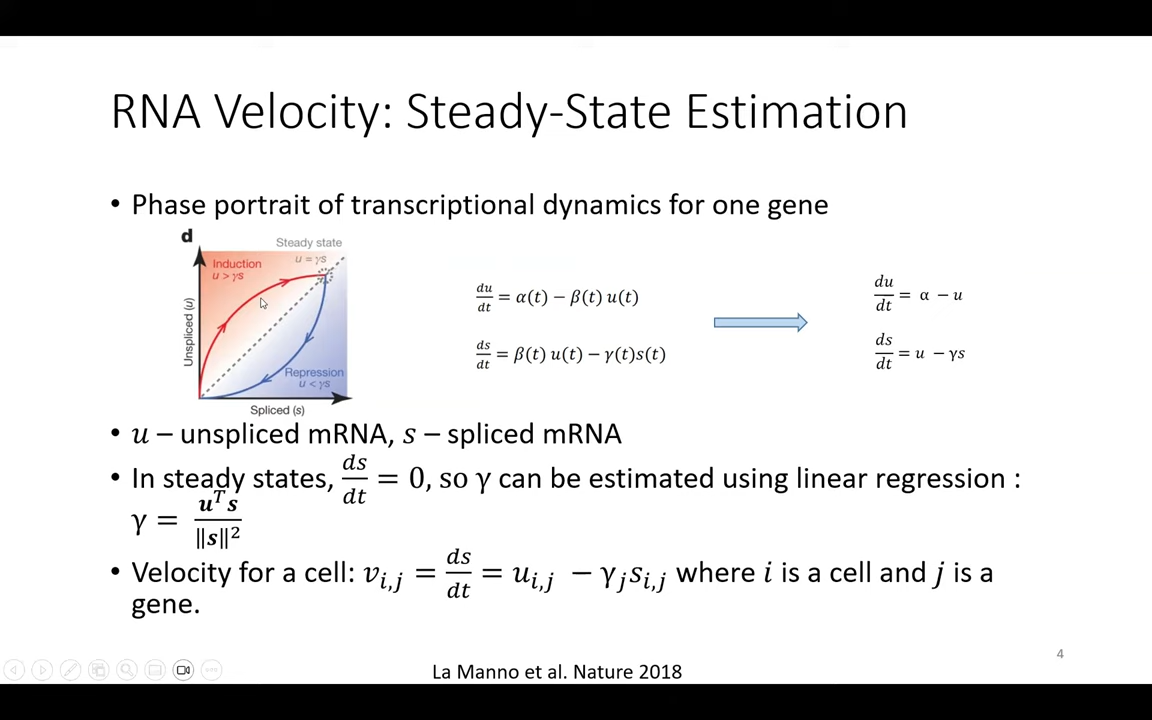 RNA Velocity: Steady-State Estimation
• Phase portrait of transcriptional dynamics for one gene
d
Steady state
u = γs
Induction
u > γs
Unspliced (u)
Repression
u < γs
Spliced (s)
du/dt = α(t) − β(t) u(t)
ds/dt = β(t) u(t) − γ(t)s(t)
du/dt = α − u
ds/dt = u − γs
• u – unspliced mRNA, s – spliced mRNA
• In steady states, ds/dt = 0, so γ can be estimated using linear regression :
γ = uᵀs/‖s‖²
• Velocity for a cell: v_{i,j} = ds/dt = u_{i,j} − γ_j s_{i,j} where i is a cell and j is a
gene.
La Manno et al. Nature 2018
4